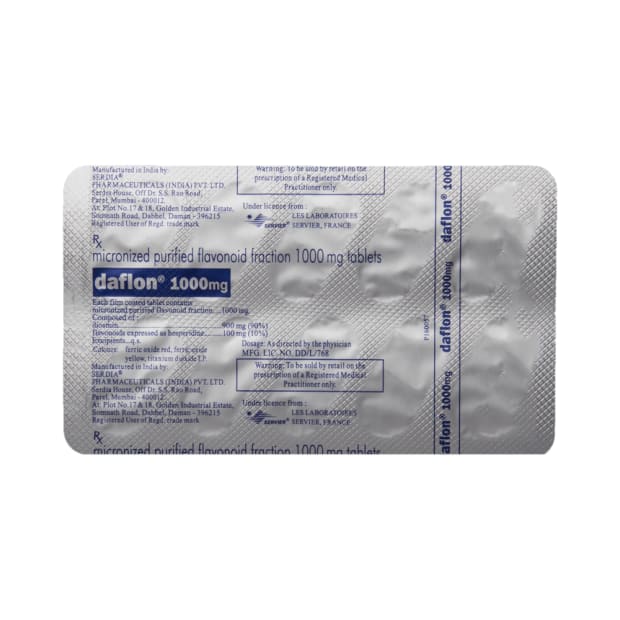 Manufactured in India by:
SERDIA®
PHARMACEUTICALS (INDIA) PVT. LTD.
Serdia House, Off Dr. S.S. Rao Road,
Parel, Mumbai - 400012.
At: Plot No.17 & 18, Golden Industrial Estate,
Somnath Road, Dabhel, Daman - 396215
Registered User of Regd. trade mark
Warning: To be sold by retail on the
prescription of a Registered Medical
Practitioner only.
Under licence from :
SERVIER®
LES LABORATOIRES
SERVIER, FRANCE
Rx
micronized purified flavonoid fraction 1000 mg tablets
daflon® 1000mg
Each film coated tablet contains
micronized purified flavonoid fraction....1000 mg.
Composed of :
diosmin...................................900 mg (90%)
flavonoids expressed as hesperidine.......100 mg (10%)
Excipients...q.s.
Colours: ferric oxide red, ferric oxide
yellow, titanium dioxide I.P.
Dosage: As directed by the physician
MFG. LIC. NO. DD/L/768
Warning: To be sold by retail on the
prescription of a Registered Medical
Practitioner only.
Manufactured in India by:
SERDIA®
PHARMACEUTICALS (INDIA) PVT. LTD.
Serdia House, Off Dr. S.S. Rao Road,
Parel, Mumbai - 400012.
At: Plot No.17 & 18, Golden Industrial Estate,
Somnath Road, Dabhel, Daman - 396215
Registered User of Regd. trade mark
Under licence from :
SERVIER®
LES LABORATOIRES
SERVIER, FRANCE
Rx
micronized purified flavonoid fraction 1000 mg tablets
daflon® 1000
daflon® 1000mg
daflon® 1000mg